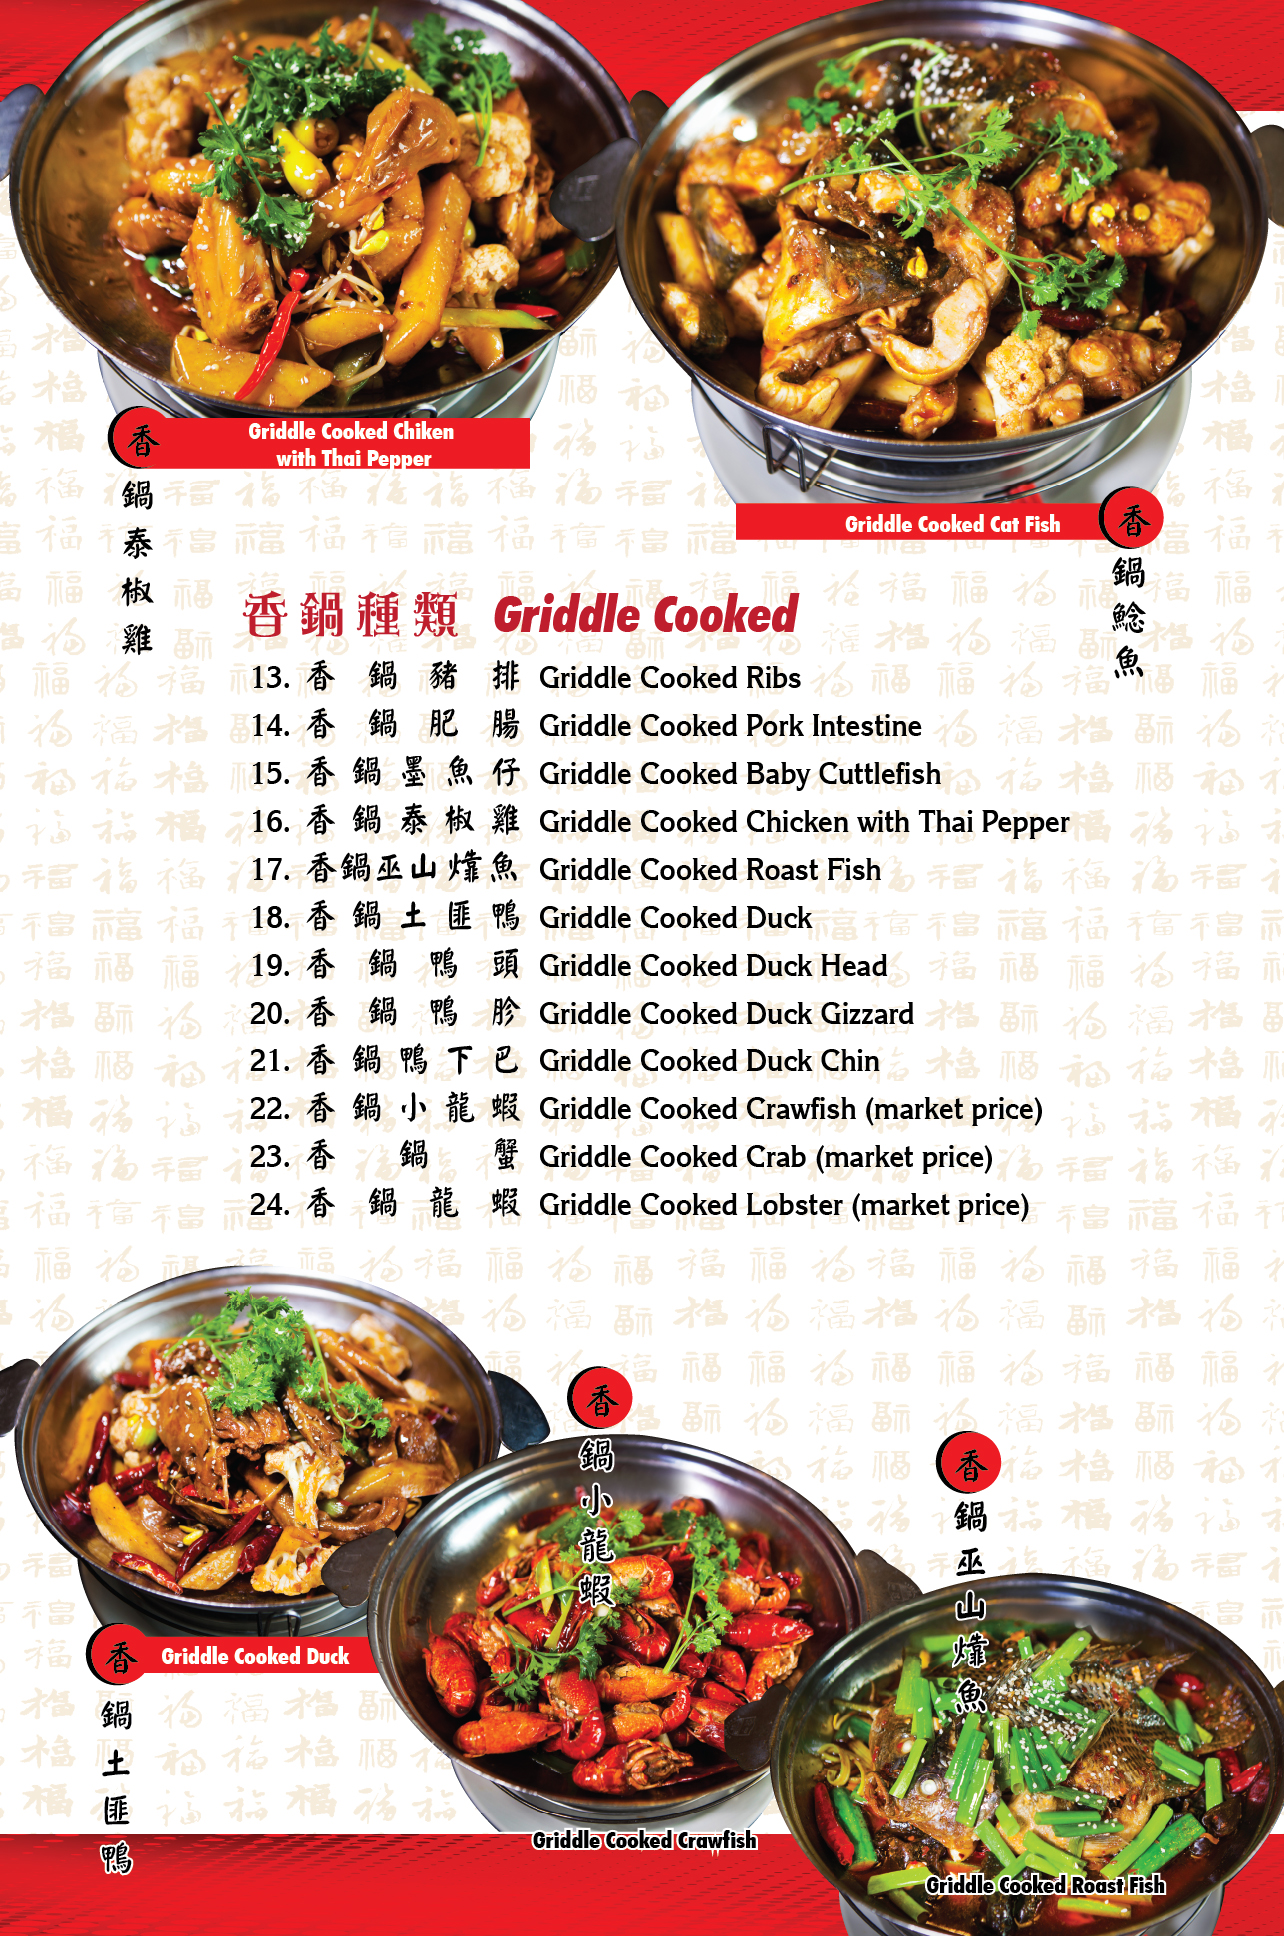 Griddle Cooked Chiken
with Thai Pepper
香鍋泰椒雞
Griddle Cooked Cat Fish
香鍋鯰魚
香鍋種類 Griddle Cooked
13. 香鍋豬排 Griddle Cooked Ribs
14. 香鍋肥腸 Griddle Cooked Pork Intestine
15. 香鍋墨魚仔 Griddle Cooked Baby Cuttlefish
16. 香鍋泰椒雞 Griddle Cooked Chicken with Thai Pepper
17. 香鍋巫山㸆魚 Griddle Cooked Roast Fish
18. 香鍋土匪鴨 Griddle Cooked Duck
19. 香鍋鴨頭 Griddle Cooked Duck Head
20. 香鍋鴨胗 Griddle Cooked Duck Gizzard
21. 香鍋鴨下巴 Griddle Cooked Duck Chin
22. 香鍋小龍蝦 Griddle Cooked Crawfish (market price)
23. 香鍋蟹 Griddle Cooked Crab (market price)
24. 香鍋龍蝦 Griddle Cooked Lobster (market price)
Griddle Cooked Duck
香鍋土匪鴨
香鍋小龍蝦
Griddle Cooked Crawfish
香鍋巫山㸆魚
Griddle Cooked Roast Fish